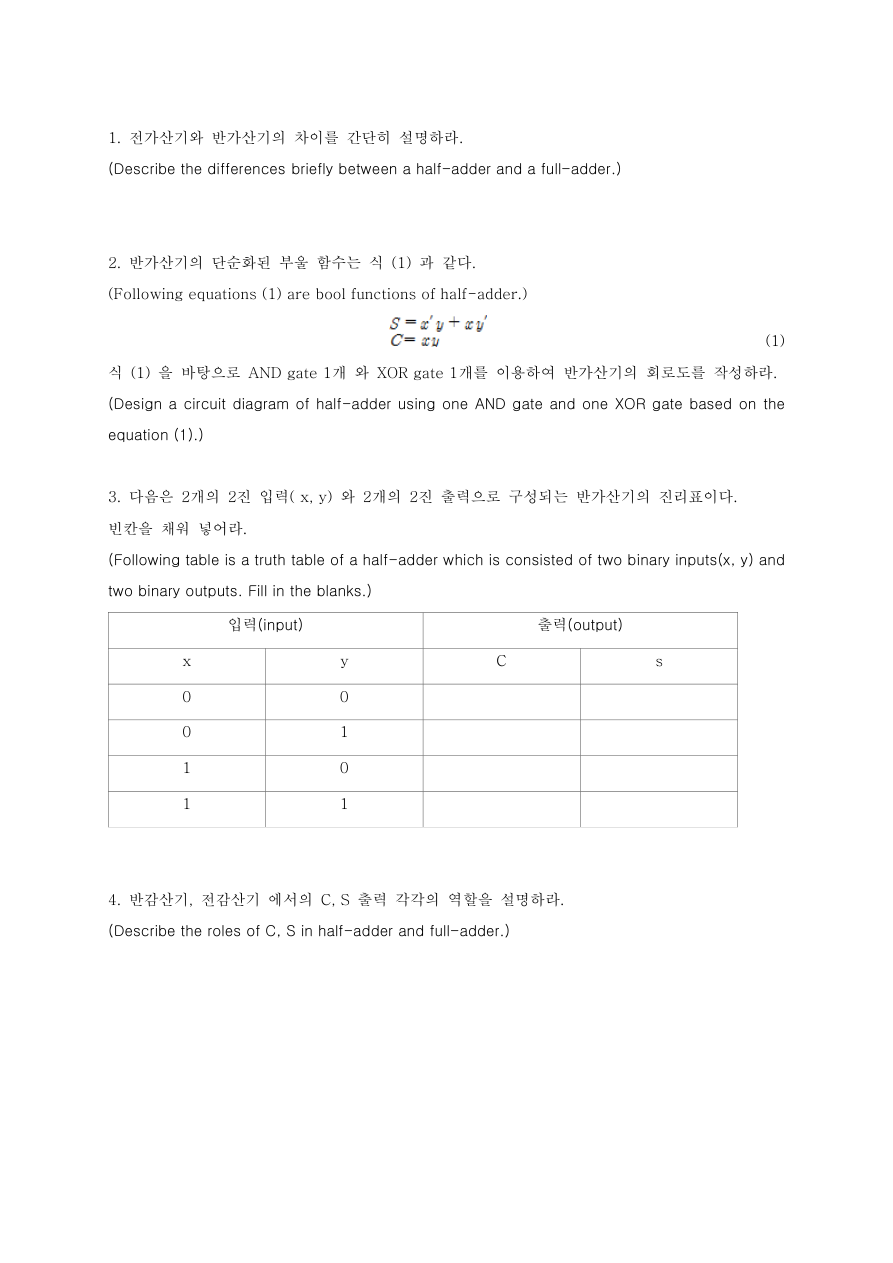 1. 전가산기와 반가산기의 차이를 간단히 설명하라.
(Describe the differences briefly between a half-adder and a full-adder.)
2. 반가산기의 단순화된 부울 함수는 식 (1) 과 같다.
(Following equations (1) are bool functions of half-adder.)
S = x′y + xy′
C = xy (1)
식 (1) 을 바탕으로 AND gate 1개 와 XOR gate 1개를 이용하여 반가산기의 회로도를 작성하라.
(Design a circuit diagram of half-adder using one AND gate and one XOR gate based on the
equation (1).)
3. 다음은 2개의 2진 입력( x, y) 와 2개의 2진 출력으로 구성되는 반가산기의 진리표이다.
빈칸을 채워 넣어라.
(Following table is a truth table of a half-adder which is consisted of two binary inputs(x, y) and
two binary outputs. Fill in the blanks.)
입력(input) 출력(output)
x y C s
0 0
0 1
1 0
1 1
4. 반감산기, 전감산기 에서의 C, S 출력 각각의 역할을 설명하라.
(Describe the roles of C, S in half-adder and full-adder.)